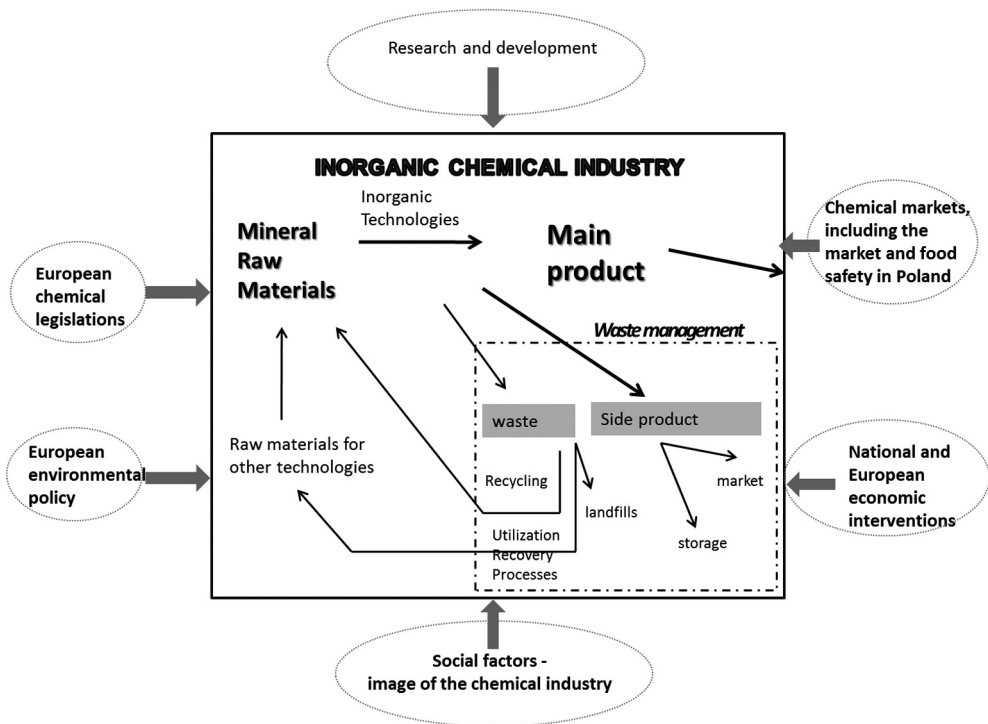 Research and development
INORGANIC CHEMICAL INDUSTRY
Inorganic
Technologies
Mineral
Raw
Materials
Main
product
Chemical markets,
including the
market and food
safety in Poland
European
chemical
legislations
Waste management
waste
Side product
Raw materials for
other technologies
European
environmental
policy
Recycling
landfills
market
storage
Utilization
Recovery
Processes
National and
European
economic
interventions
Social factors -
image of the chemical industry